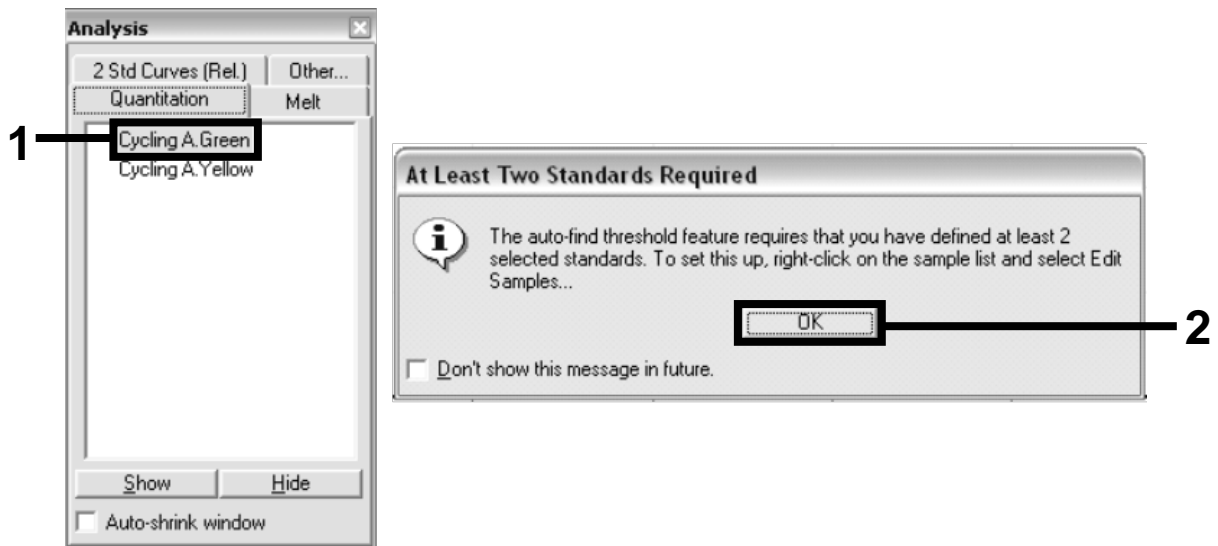 Analysis
2 Std Curves (Rel.) Other...
Quantitation Melt
1
Cycling A.Green
Cycling A.Yellow
Show Hide
Auto-shrink window
At Least Two Standards Required
The auto-find threshold feature requires that you have defined at least 2
selected standards. To set this up, right-click on the sample list and select Edit
Samples...
OK
2
Don't show this message in future.